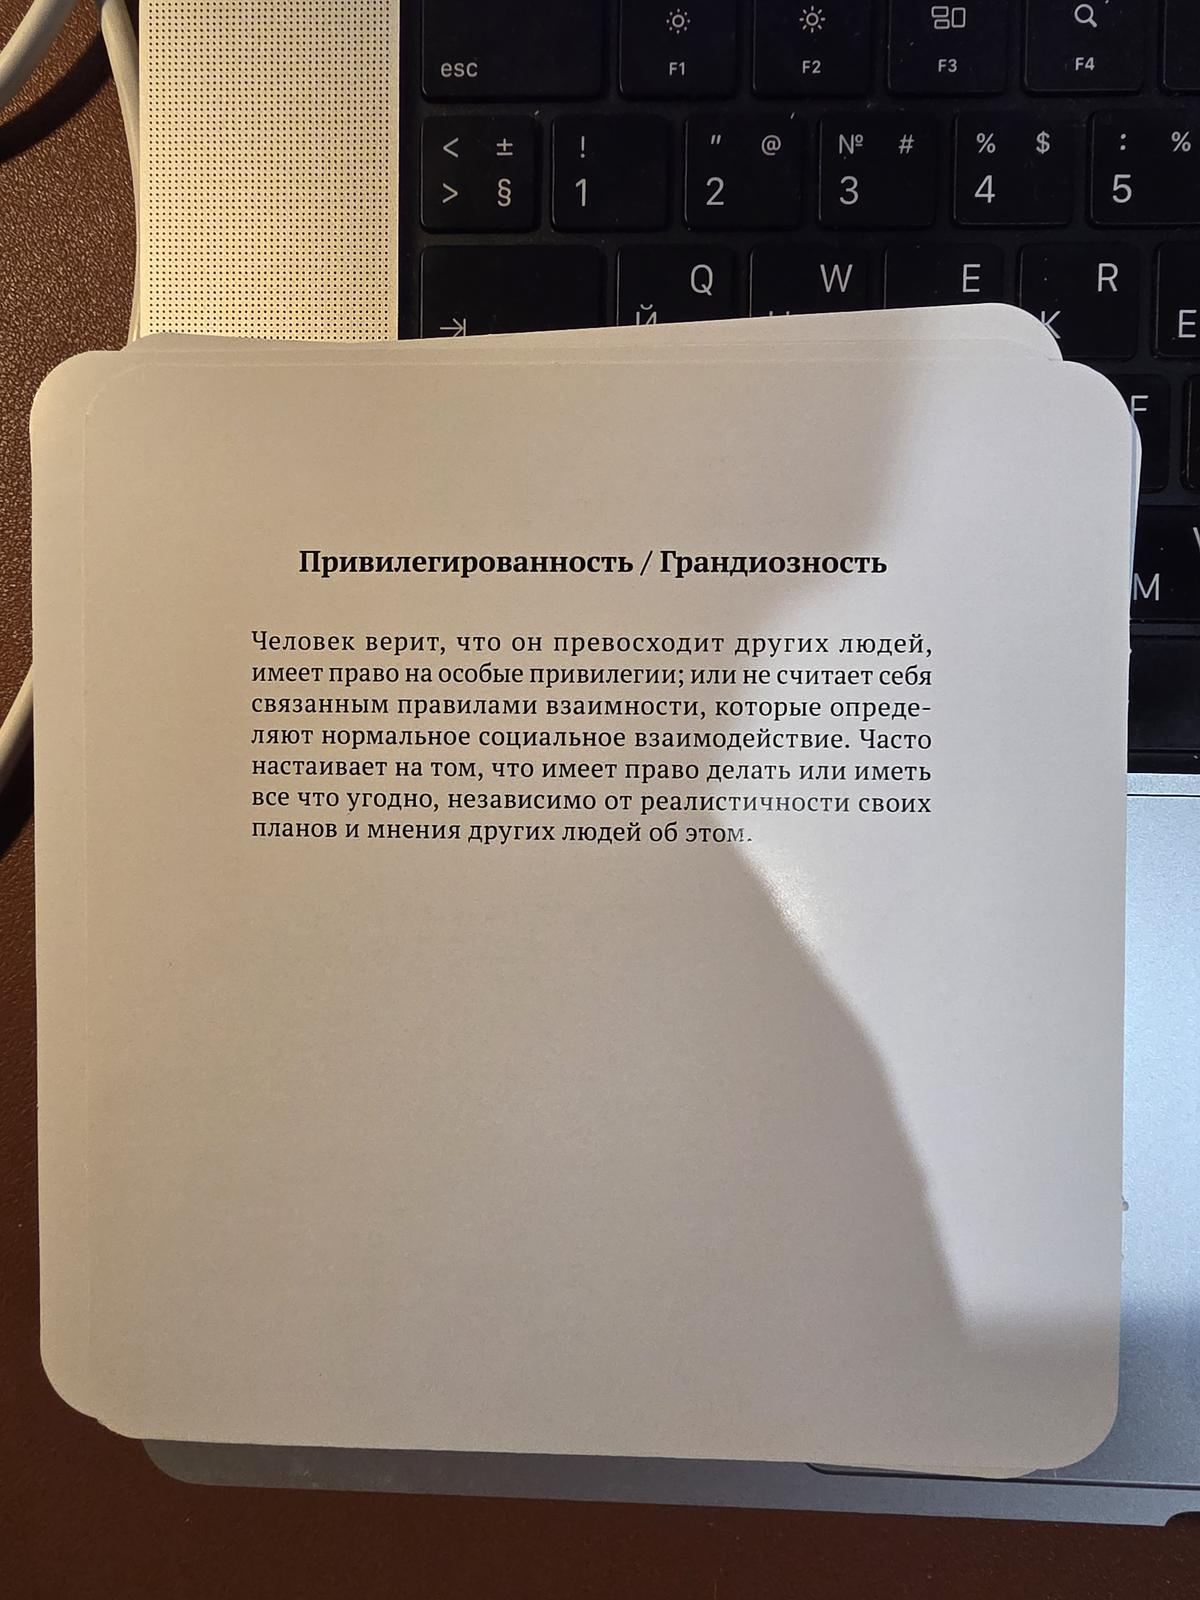 esc F1 F2 F3 F4
< ± ! " @ № # % $ : %
> § 1 2 3 4 5
Q W E R
Й К Е
F
М
Привилегированность / Грандиозность
Человек верит, что он превосходит других людей,
имеет право на особые привилегии; или не считает себя
связанным правилами взаимности, которые опреде-
ляют нормальное социальное взаимодействие. Часто
настаивает на том, что имеет право делать или иметь
все что угодно, независимо от реалистичности своих
планов и мнения других людей об этом.